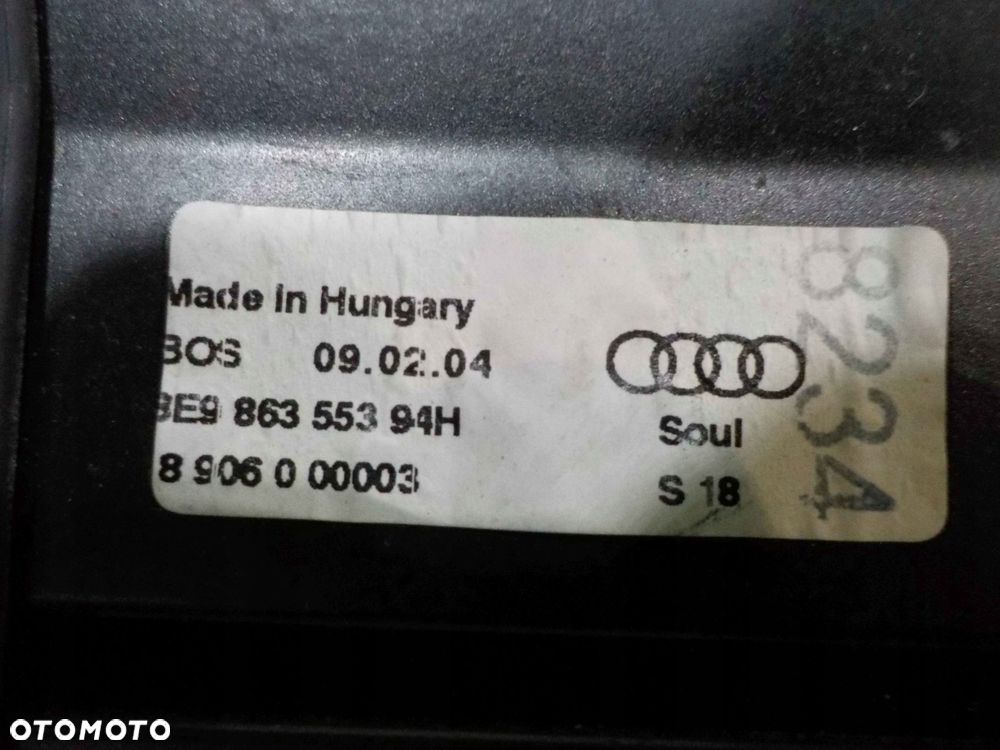 Made in Hungary
BOS 09.02.04
8E9 863 553 94H
8 906 0 00003
Soul
S 18
8234
OTOMOTO